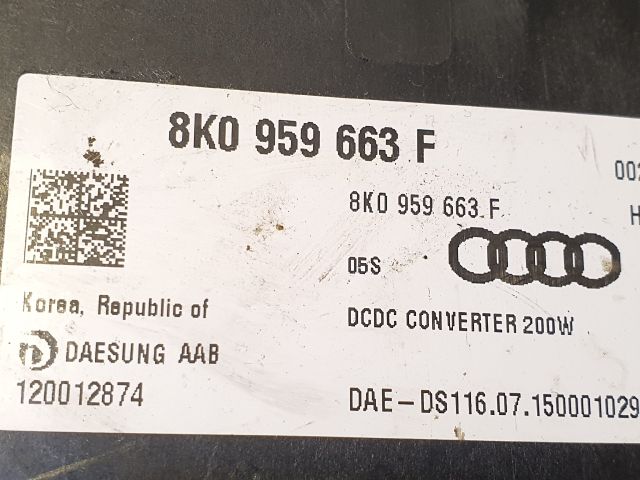 8K0 959 663 F
002
8K0 959 663 F
H
05S
Korea, Republic of
DCDC CONVERTER 200W
DAESUNG AAB
120012874
DAE-DS116.07.150001029